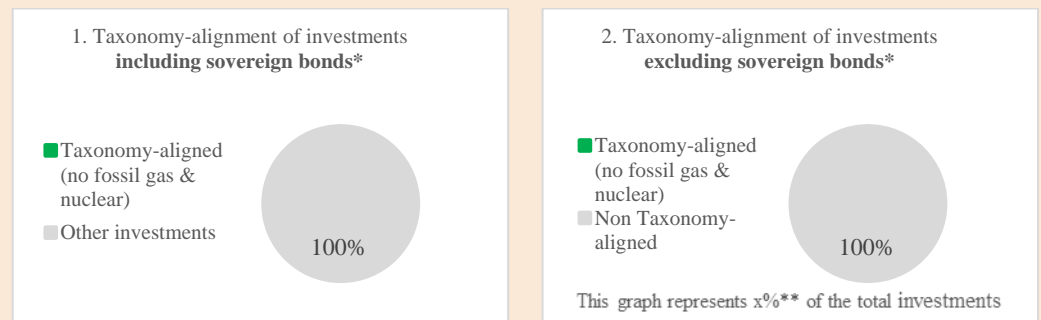 1. Taxonomy-alignment of investments
including sovereign bonds*
Taxonomy-aligned
(no fossil gas &
nuclear)
Other investments
100%
2. Taxonomy-alignment of investments
excluding sovereign bonds*
Taxonomy-aligned
(no fossil gas &
nuclear)
Non Taxonomy-
aligned
100%
This graph represents x%** of the total investments